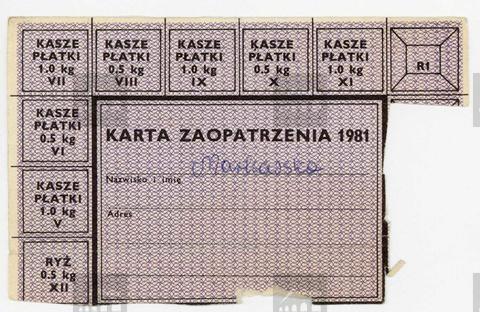 KASZE
PŁATKI
1.0 kg
VII
KASZE
PŁATKI
0.5 kg
VIII
KASZE
PŁATKI
1.0 kg
IX
KASZE
PŁATKI
0.5 kg
X
KASZE
PŁATKI
1.0 kg
XI
R1
KASZE
PŁATKI
0.5 kg
VI
KASZE
PŁATKI
1.0 kg
V
RYŻ
0.5 kg
XII
KARTA ZAOPATRZENIA 1981
Nazwisko i imię
Adres